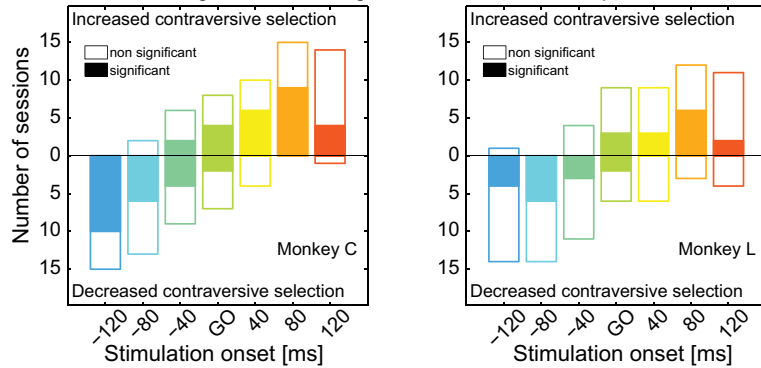 Increased contraversive selection
non significant
significant
15
10
5
0
5
10
15
Number of sessions
Monkey C
Decreased contraversive selection
−120 −80 −40 GO 40 80 120
Stimulation onset [ms]
Increased contraversive selection
non significant
significant
15
10
5
0
5
10
15
Monkey L
Decreased contraversive selection
−120 −80 −40 GO 40 80 120
Stimulation onset [ms]